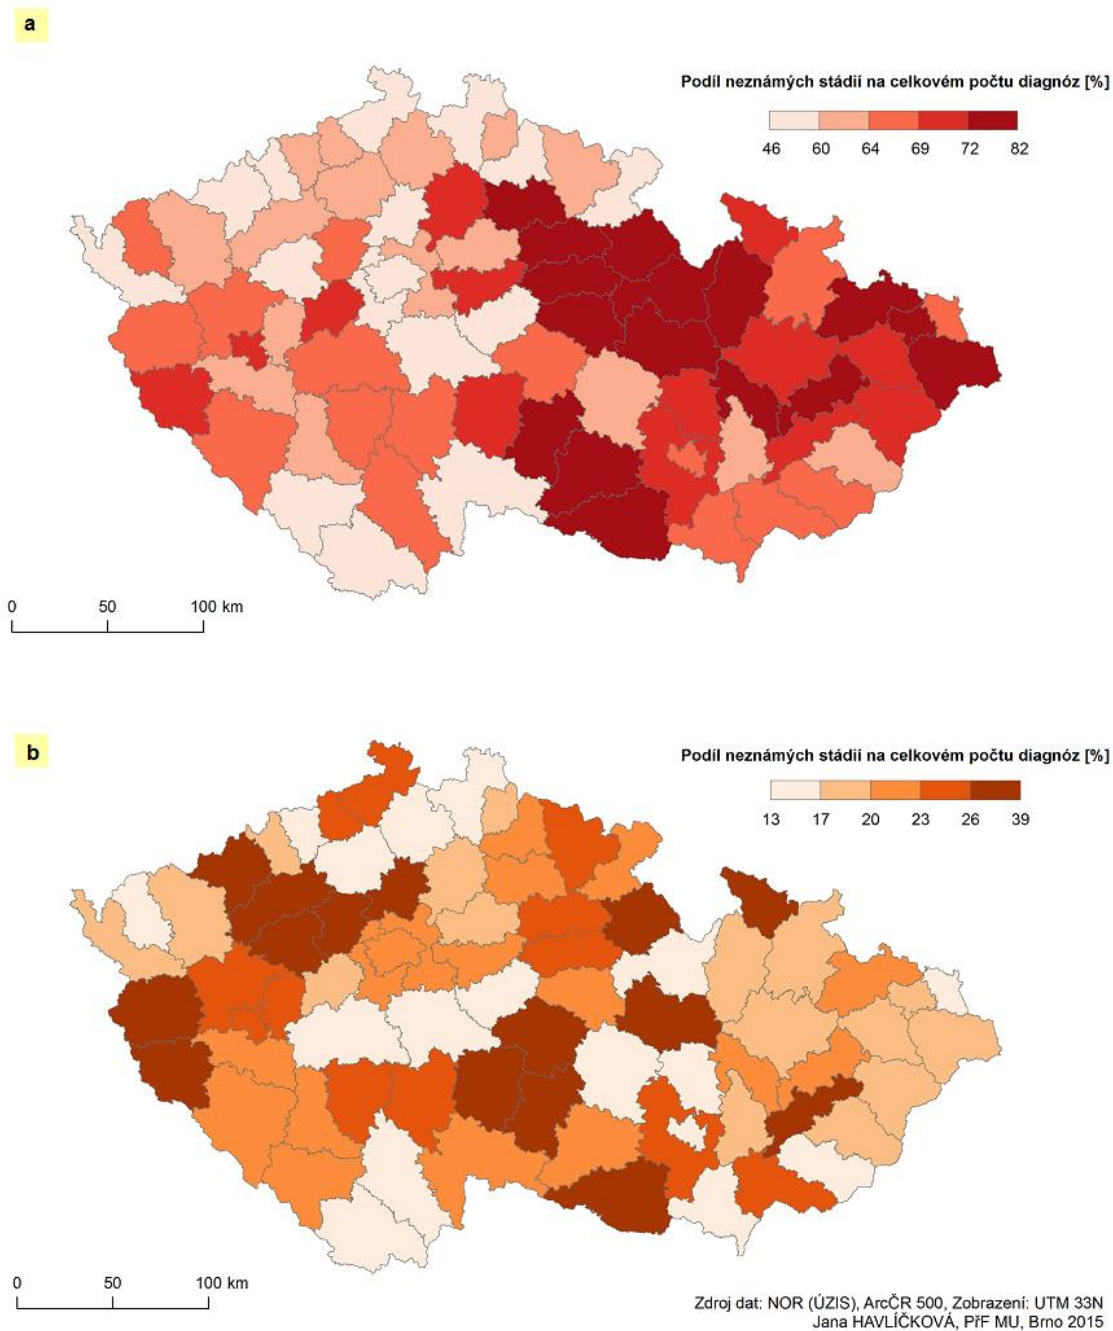 a
Podíl neznámých stádií na celkovém počtu diagnóz [%]
46 60 64 69 72 82
0 50 100 km
b
Podíl neznámých stádií na celkovém počtu diagnóz [%]
13 17 20 23 26 39
0 50 100 km
Zdroj dat: NOR (ÚZIS), ArcČR 500, Zobrazení: UTM 33N
Jana HAVLÍČKOVÁ, PřF MU, Brno 2015